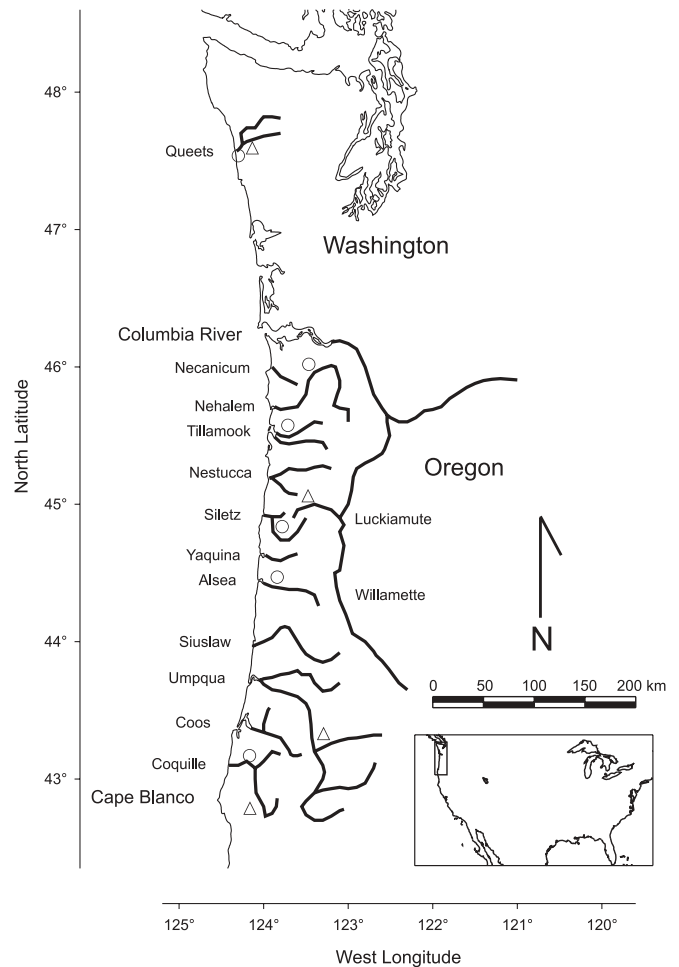 48°
Queets
47°
Washington
Columbia River
46°
Necanicum
Nehalem
Tillamook
North Latitude
Nestucca
Oregon
45°
Siletz
Luckiamute
Yaquina
Alsea
Willamette
44°
Siuslaw
N
Umpqua
0 50 100 150 200 km
Coos
Coquille
43°
Cape Blanco
125° 124° 123° 122° 121° 120°
West Longitude